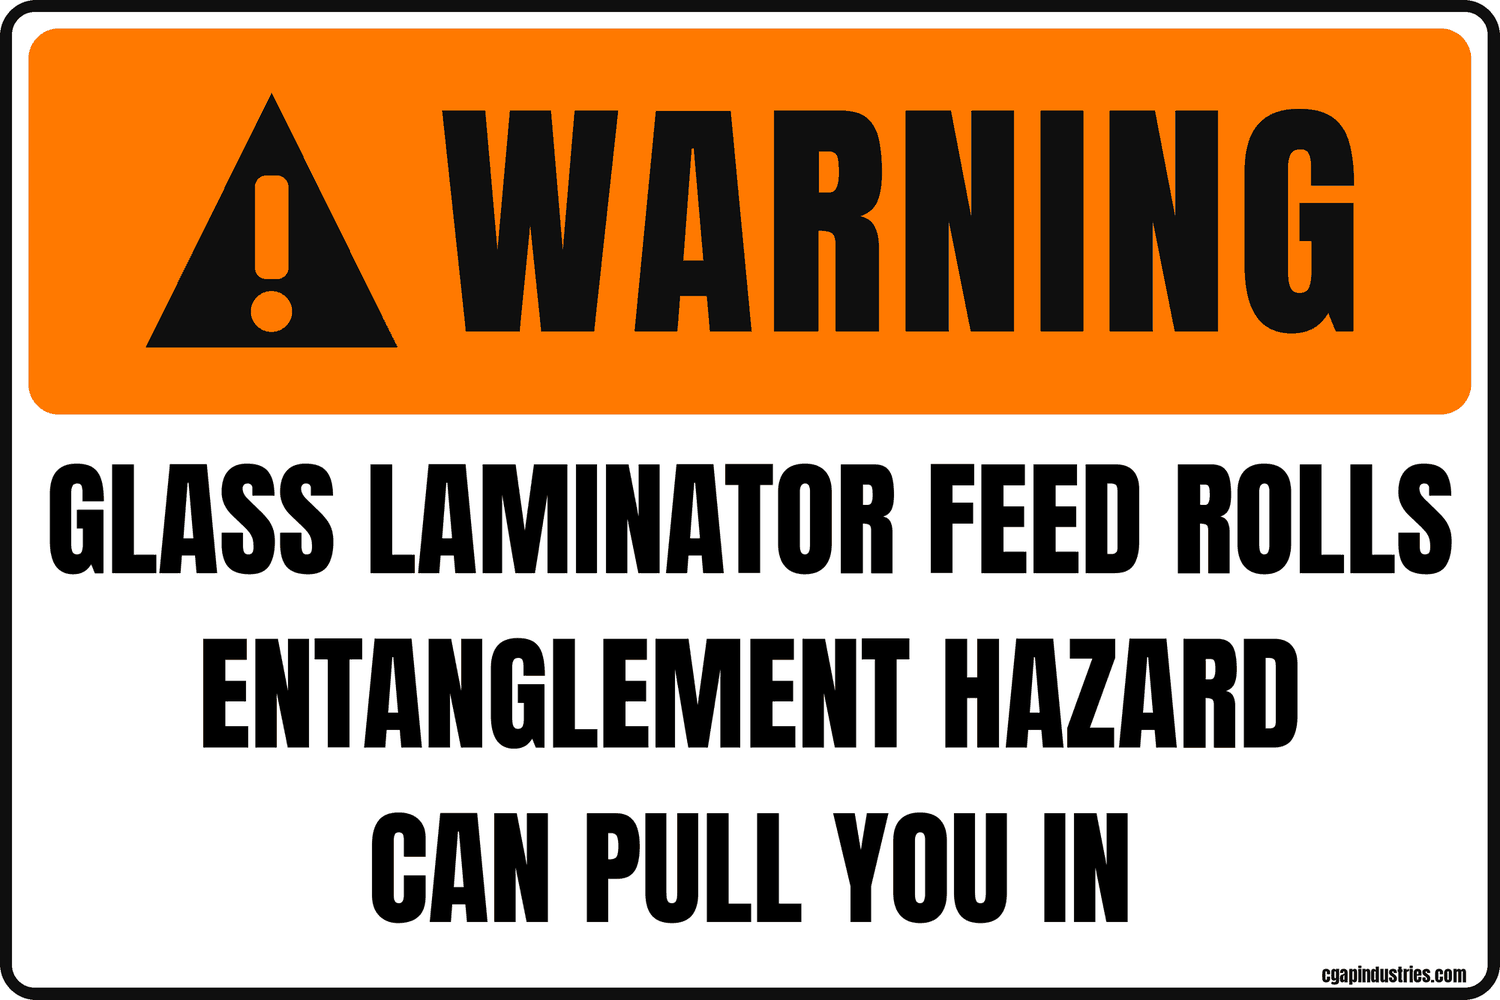 WARNING
GLASS LAMINATOR FEED ROLLS
ENTANGLEMENT HAZARD
CAN PULL YOU IN
cgapindustries.com